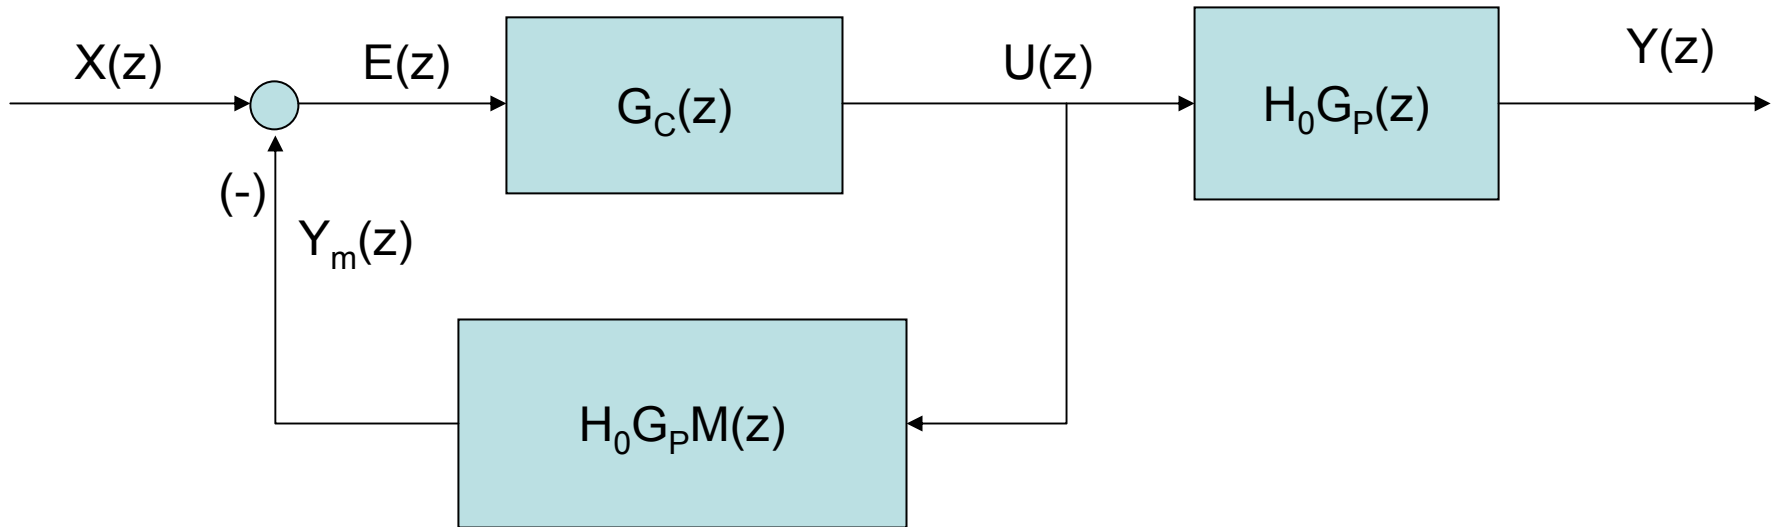 X(z)
E(z)
G_C(z)
U(z)
H_0G_P(z)
Y(z)
(-)
Y_m(z)
H_0G_PM(z)